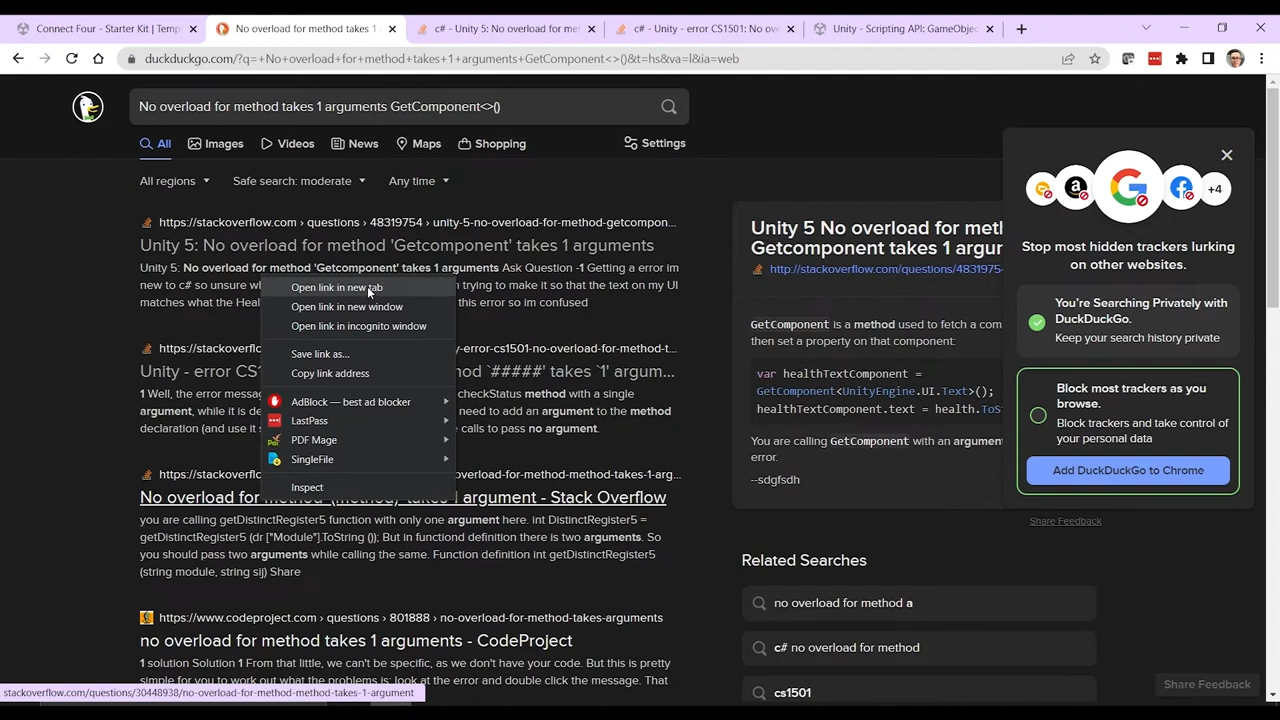 Connect Four - Starter Kit | Temp
No overload for method takes 1
c# - Unity 5: No overload for met
c# - Unity - error CS1501: No ove
Unity - Scripting API: GameObjec
duckduckgo.com/?q=+No+overload+for+method+takes+1+arguments+GetComponent<>()&t=hs&va=l&ia=web
No overload for method takes 1 arguments GetComponent<>()
All
Images
Videos
News
Maps
Shopping
Settings
All regions
Safe search: moderate
Any time
https://stackoverflow.com › questions › 48319754 › unity-5-no-overload-for-method-getcompon...
Unity 5: No overload for method 'Getcomponent' takes 1 arguments
Unity 5: No overload for method 'Getcomponent' takes 1 arguments Ask Question -1 Getting a error im
new to c# so unsure w
trying to make it so that the text on my UI
matches what the Heal
this error so im confused
Open link in new tab
Open link in new window
Open link in incognito window
Save link as...
Copy link address
AdBlock — best ad blocker
LastPass
PDF Mage
SingleFile
Inspect
https://stackoverf
y-error-cs1501-no-overload-for-method-t...
Unity - error CS1
od `#####' takes `1' argum...
1 Well, the error messag
checkStatus method with a single
argument, while it is de
need to add an argument to the method
declaration (and use it s
calls to pass no argument.
https://stackoverf
overload-for-method-method-takes-1-arg...
No overload for method '(method)' takes 1 argument - Stack Overflow
you are calling getDistinctRegister5 function with only one argument here. int DistinctRegister5 =
getDistinctRegister5 (dr ["Module"].ToString ()); But in functiond definition there is two arguments. So
you should pass two arguments while calling the same. Function definition int getDistinctRegister5
(string module, string sij) Share
https://www.codeproject.com › questions › 801888 › no-overload-for-method-takes-arguments
no overload for method takes 1 arguments - CodeProject
1 solution Solution 1 From that little, we can't be specific, as we don't have your code. But this is pretty
simple for you to work out what the problems is: look at the error and double click the message. That
stackoverflow.com/questions/30448938/no-overload-for-method-method-takes-1-argument
Unity 5 No overload for meth
Getcomponent takes 1 argur
http://stackoverflow.com/questions/4831975
GetComponent is a method used to fetch a com
then set a property on that component:
var healthTextComponent =
GetComponent<UnityEngine.UI.Text>();
healthTextComponent.text = health.ToS
You are calling GetComponent with an argumen
error.
--sdgfsdh
Related Searches
no overload for method a
c# no overload for method
cs1501
+4
Stop most hidden trackers lurking
on other websites.
You're Searching Privately with
DuckDuckGo.
Keep your search history private
Block most trackers as you
browse.
Block trackers and take control of
your personal data
Add DuckDuckGo to Chrome
Share Feedback
Share Feedback